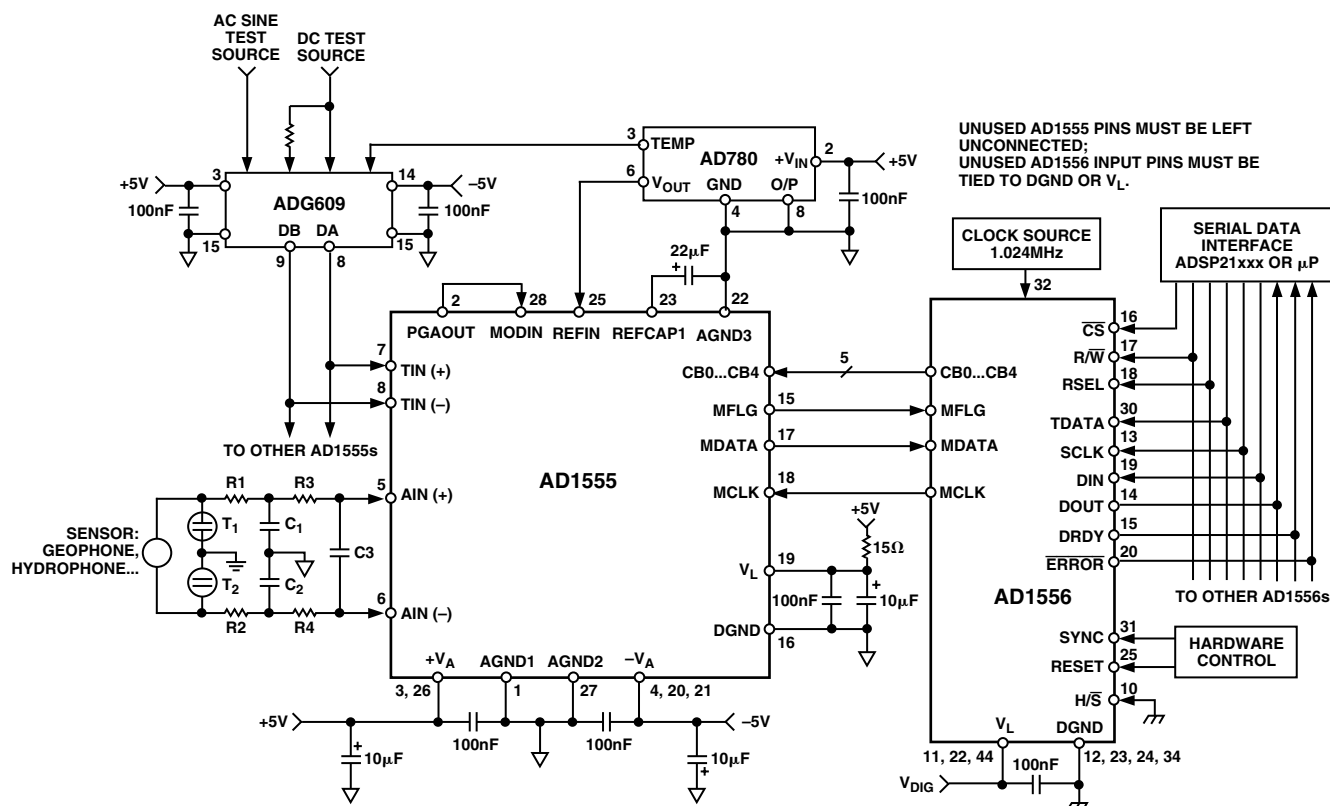 AC SINE
TEST
SOURCE
DC TEST
SOURCE
+5V
3
14
–5V
100nF
ADG609
100nF
15
DB
DA
15
9
8
3
TEMP
AD780
+VIN
2
+5V
6
VOUT
GND
O/P
4
8
100nF
22µF
+
UNUSED AD1555 PINS MUST BE LEFT
UNCONNECTED;
UNUSED AD1556 INPUT PINS MUST BE
TIED TO DGND OR VL.
CLOCK SOURCE
1.024MHz
32
SERIAL DATA
INTERFACE
ADSP21xxx OR µP
2
28
25
23
22
PGAOUT
MODIN
REFIN
REFCAP1
AGND3
7
TIN (+)
8
TIN (–)
TO OTHER AD1555s
AD1555
CB0...CB4
5
CB0...CB4
MFLG
15
MFLG
MDATA
17
MDATA
MCLK
18
MCLK
SENSOR:
GEOPHONE,
HYDROPHONE...
R1
R3
5
AIN (+)
T1
C1
C3
T2
C2
R2
R4
6
AIN (–)
+5V
15Ω
VL
19
100nF
+
10µF
DGND
16
+VA
AGND1
AGND2
–VA
3, 26
1
27
4, 20, 21
+5V
–5V
+
10µF
100nF
100nF
10µF
+
CS
16
R/W
17
RSEL
18
TDATA
30
SCLK
13
DIN
19
DOUT
14
DRDY
15
ERROR
20
TO OTHER AD1556s
AD1556
SYNC
31
RESET
25
HARDWARE
CONTROL
H/S
10
VL
DGND
11, 22, 44
12, 23, 24, 34
100nF
VDIG